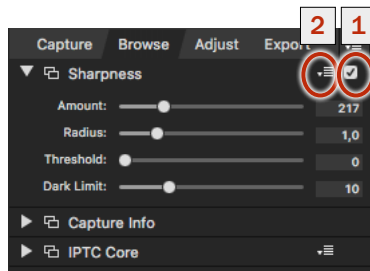 2 1
Capture Browse Adjust Export
Sharpness
Amount: 217
Radius: 1,0
Threshold: 0
Dark Limit: 10
Capture Info
IPTC Core